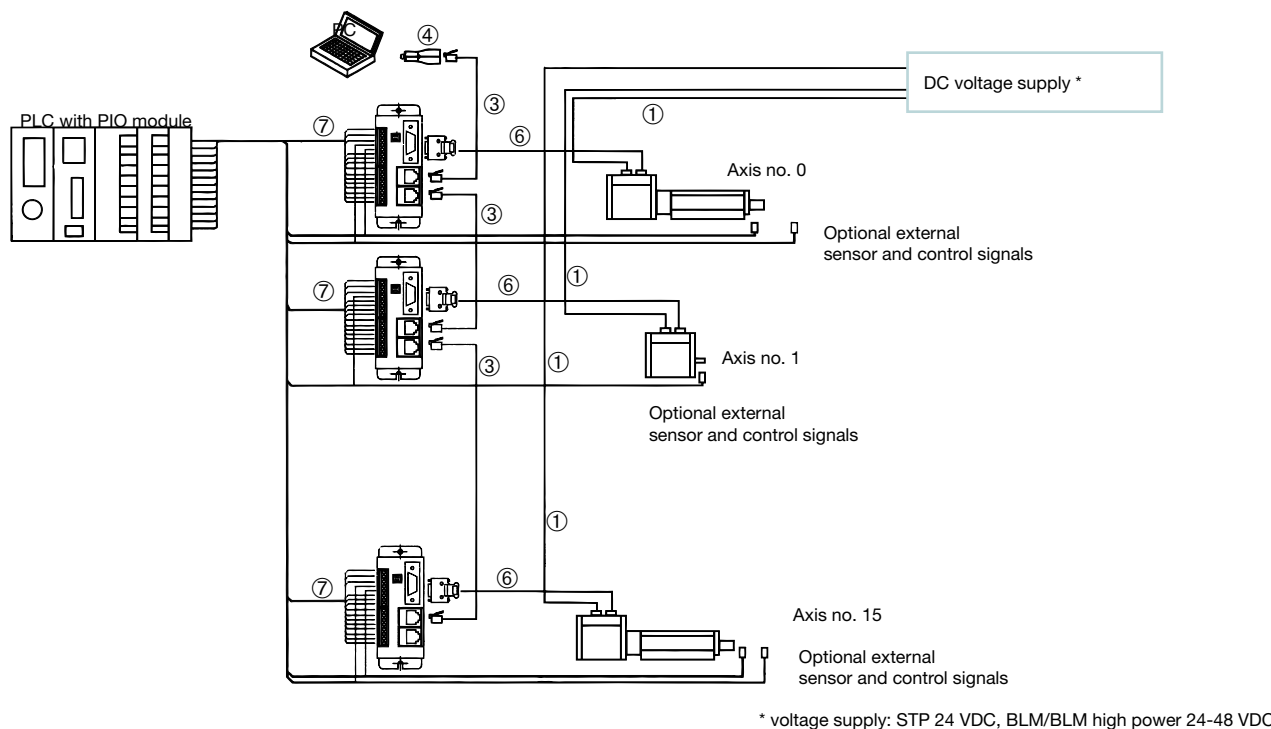 PC
④
DC voltage supply *
③
①
PLC with PIO module
⑦
⑥
Axis no. 0
③
Optional external
sensor and control signals
①
⑦
⑥
Axis no. 1
③
①
Optional external
sensor and control signals
①
⑦
⑥
Axis no. 15
Optional external
sensor and control signals
* voltage supply: STP 24 VDC, BLM/BLM high power 24-48 VDC